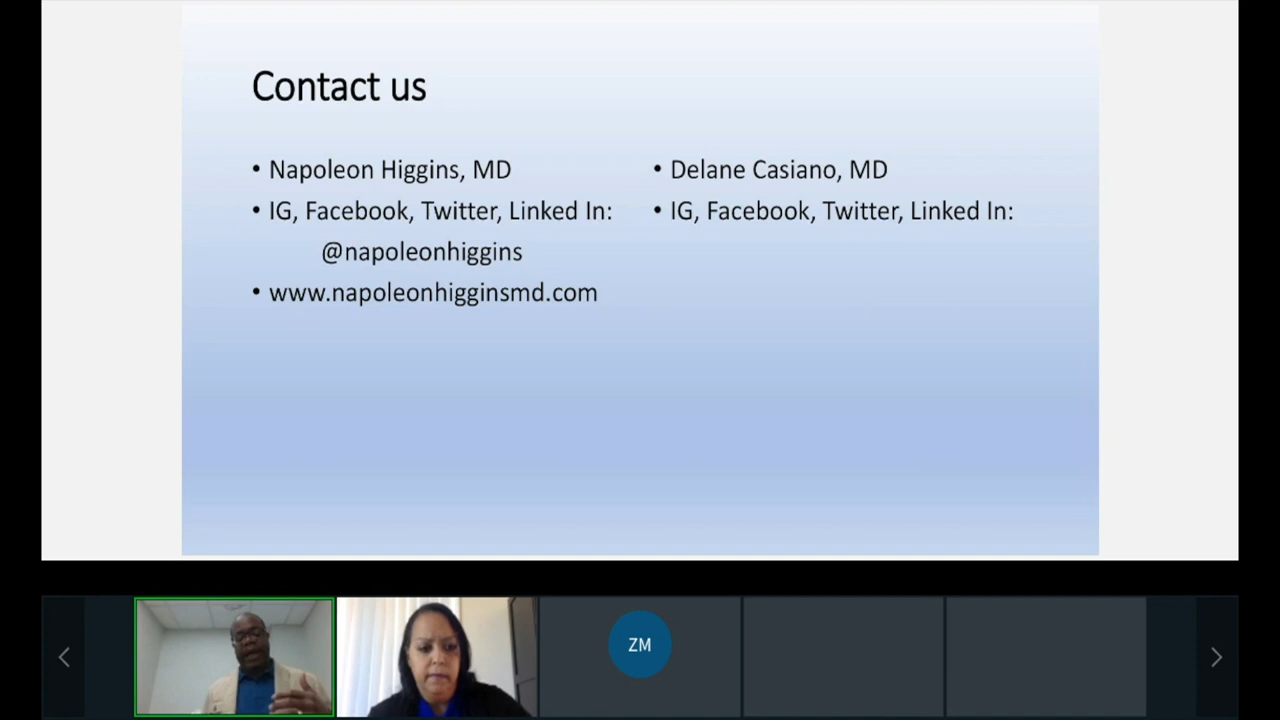 Contact us
• Napoleon Higgins, MD
• IG, Facebook, Twitter, Linked In:
@napoleonhiggins
• www.napoleonhigginsmd.com
• Delane Casiano, MD
• IG, Facebook, Twitter, Linked In:
ZM